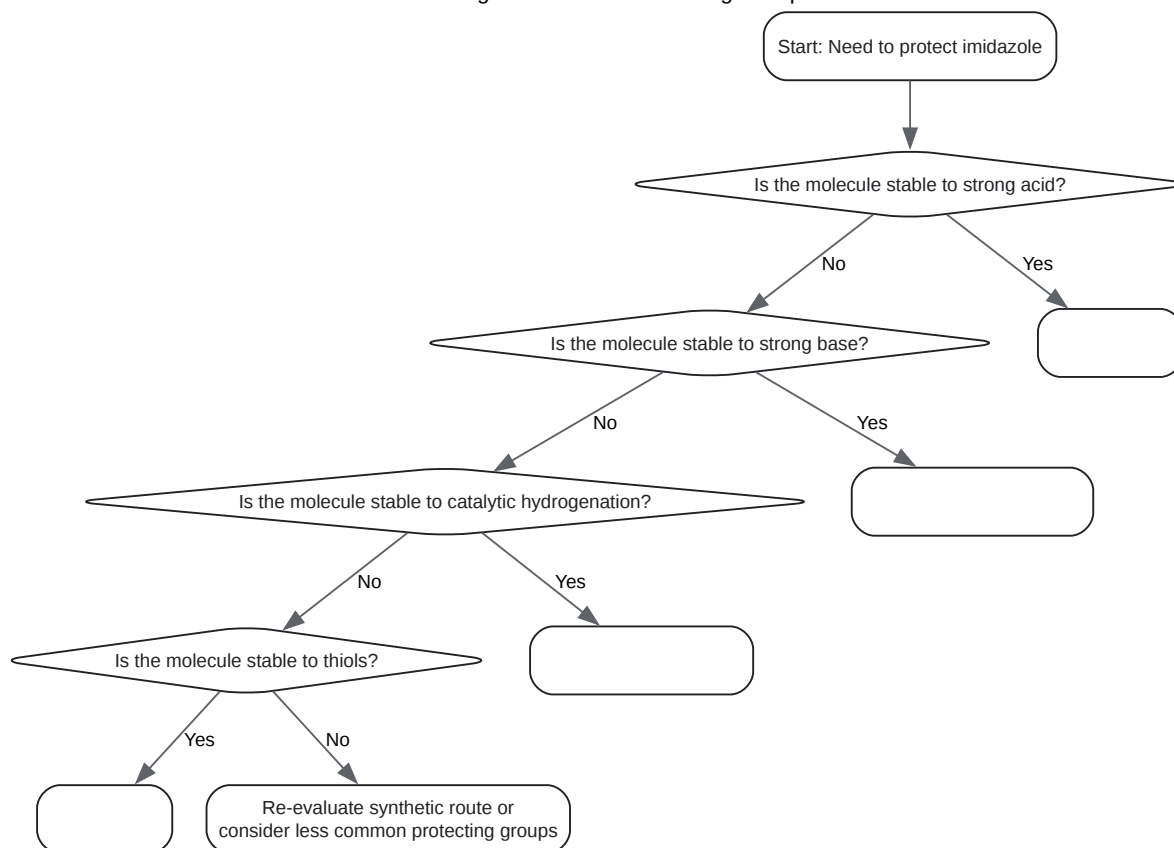 Start: Need to protect imidazole
Is the molecule stable to strong acid?
No
Yes
Is the molecule stable to strong base?
No
Yes
Is the molecule stable to catalytic hydrogenation?
No
Yes
Is the molecule stable to thiols?
Yes
No
Re-evaluate synthetic route or
consider less common protecting groups